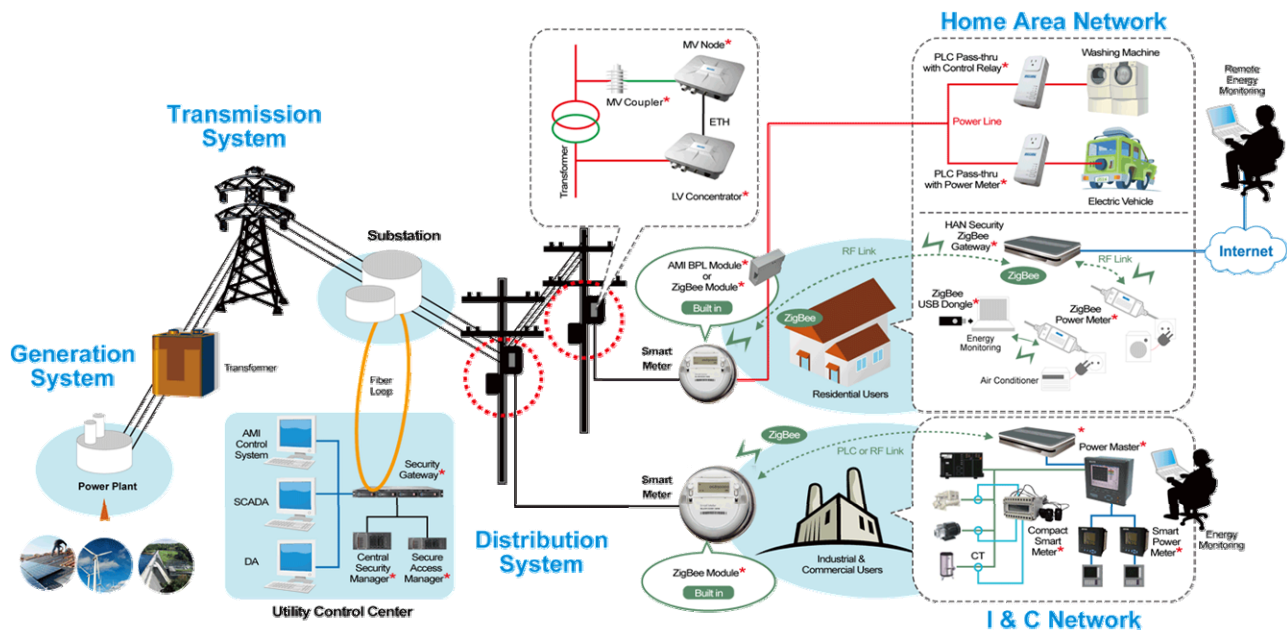 Home Area Network
MV Node*
MV Coupler*
ETH
Transformer
LV Concentrator*
PLC Pass-thru
with Control Relay*
Washing Machine
Power Line
PLC Pass-thru
with Power Meter*
Electric Vehicle
Remote
Energy
Monitoring
Transmission
System
Substation
HAN Security
ZigBee
Gateway*
RF Link
ZigBee
Internet
ZigBee
USB Dongle*
Energy
Monitoring
ZigBee
Power Meter*
Air Conditioner
AMI BPL Module*
or
ZigBee Module*
Built in
RF Link
ZigBee
Smart
Meter
Residential Users
Generation
System
Transformer
Power Plant
Fiber
Loop
AMI
Control
System
SCADA
DA
Security
Gateway*
Central
Security
Manager*
Secure
Access
Manager*
Utility Control Center
Distribution
System
Smart
Meter
ZigBee
PLC or RF Link
ZigBee Module*
Built in
Industrial &
Commercial Users
*
Power Master*
Compact
Smart
Meter*
CT
Smart
Power
Meter*
Energy
Monitoring
I & C Network